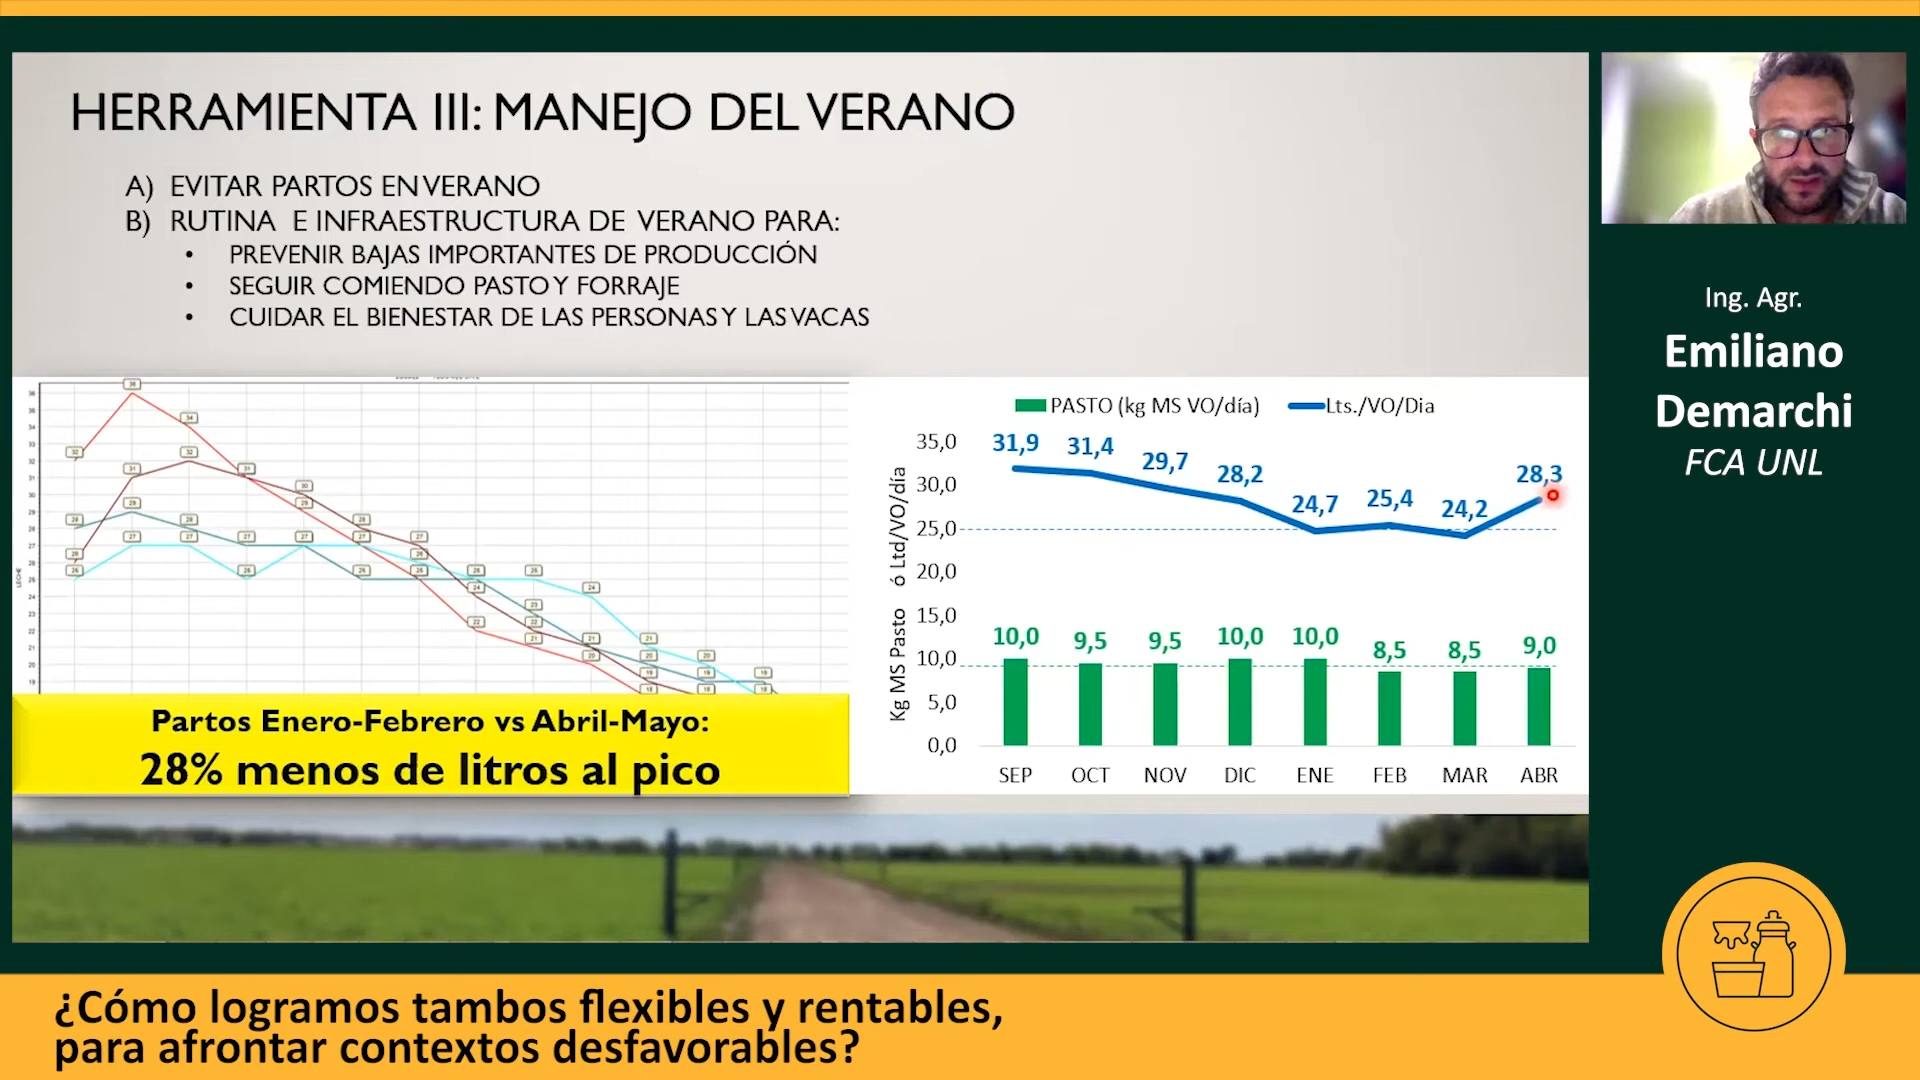 HERRAMIENTA III: MANEJO DEL VERANO
A) EVITAR PARTOS EN VERANO
B) RUTINA E INFRAESTRUCTURA DE VERANO PARA:
• PREVENIR BAJAS IMPORTANTES DE PRODUCCIÓN
• SEGUIR COMIENDO PASTO Y FORRAJE
• CUIDAR EL BIENESTAR DE LAS PERSONAS Y LAS VACAS
LECHE
Partos Enero-Febrero vs Abril-Mayo:
28% menos de litros al pico
PASTO (kg MS VO/día) Lts./VO/Dia
Kg MS Pasto ó Ltd/VO/día
35,0
30,0
25,0
20,0
15,0
10,0
5,0
0,0
31,9 31,4 29,7 28,2 24,7 25,4 24,2 28,3
10,0 9,5 9,5 10,0 10,0 8,5 8,5 9,0
SEP OCT NOV DIC ENE FEB MAR ABR
Ing. Agr.
Emiliano
Demarchi
FCA UNL
¿Cómo logramos tambos flexibles y rentables,
para afrontar contextos desfavorables?